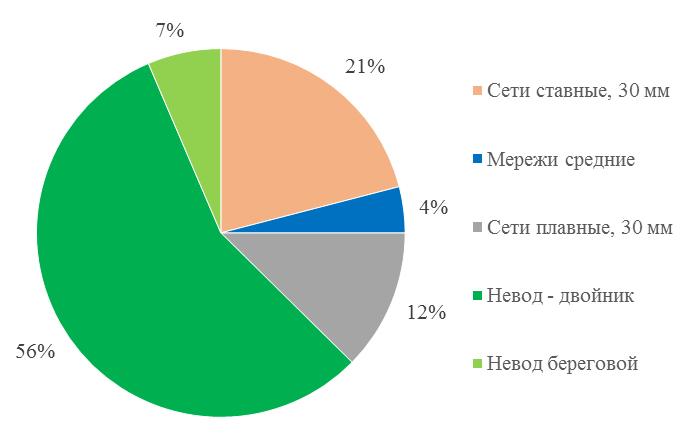 7%
21%
4%
12%
56%
Сети ставные, 30 мм
Мережи средние
Сети плавные, 30 мм
Невод - двойник
Невод береговой